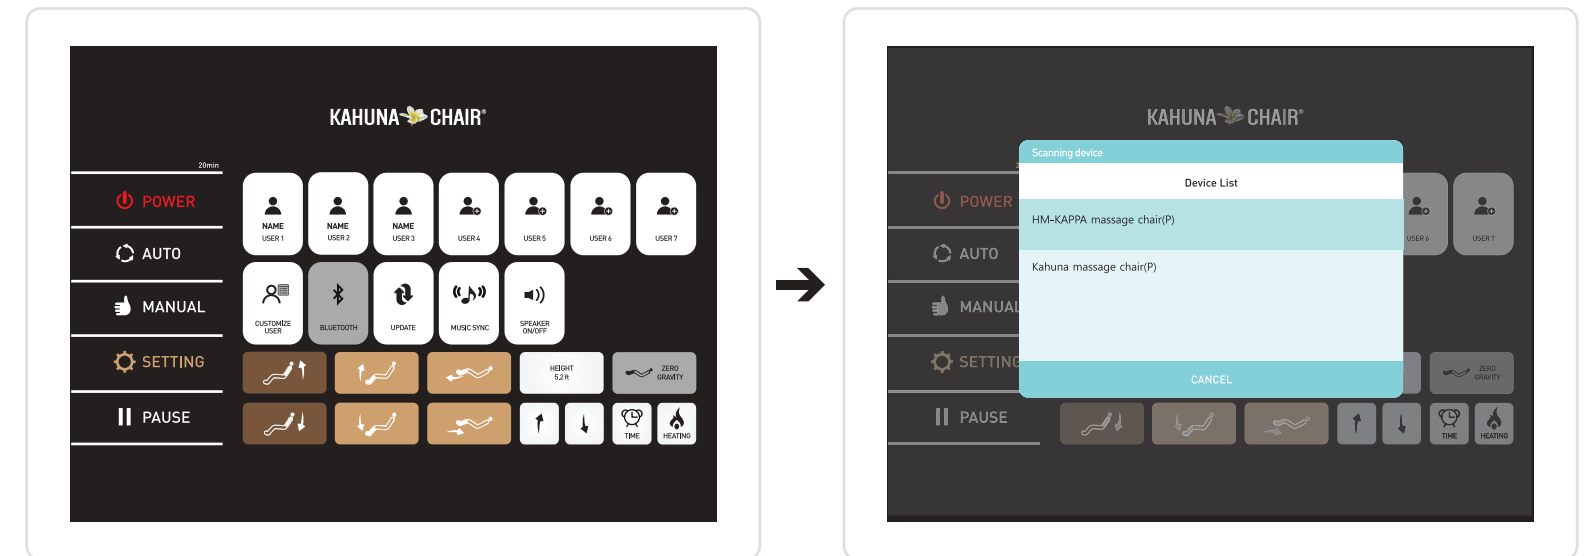 KAHUNA CHAIR®
20min
POWER
AUTO
MANUAL
SETTING
PAUSE
NAME
USER 1
NAME
USER 2
NAME
USER 3
USER 4
USER 5
USER 6
USER 7
CUSTOMIZE
USER
BLUETOOTH
UPDATE
MUSIC SYNC
SPEAKER
ON/OFF
HEIGHT
5.2 ft
ZERO
GRAVITY
TIME
HEATING
KAHUNA CHAIR®
2
POWER
AUTO
MANUAL
SETTING
PAUSE
Scanning device
Device List
HM-KAPPA massage chair(P)
Kahuna massage chair(P)
CANCEL
USER 6
USER 7
ZERO
GRAVITY
TIME
HEATING